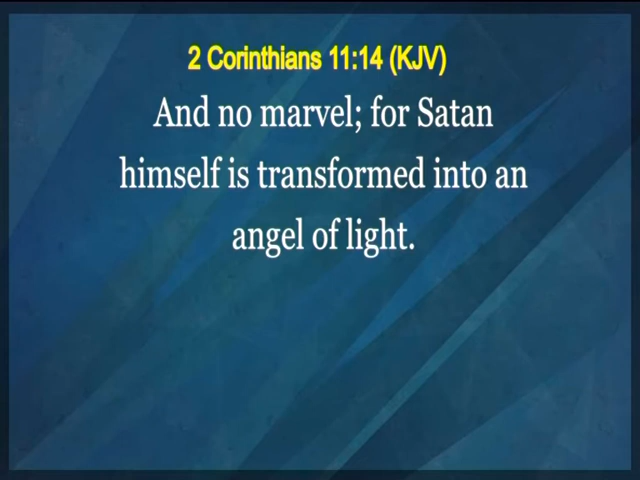 2 Corinthians 11:14 (KJV)
And no marvel; for Satan
himself is transformed into an
angel of light.